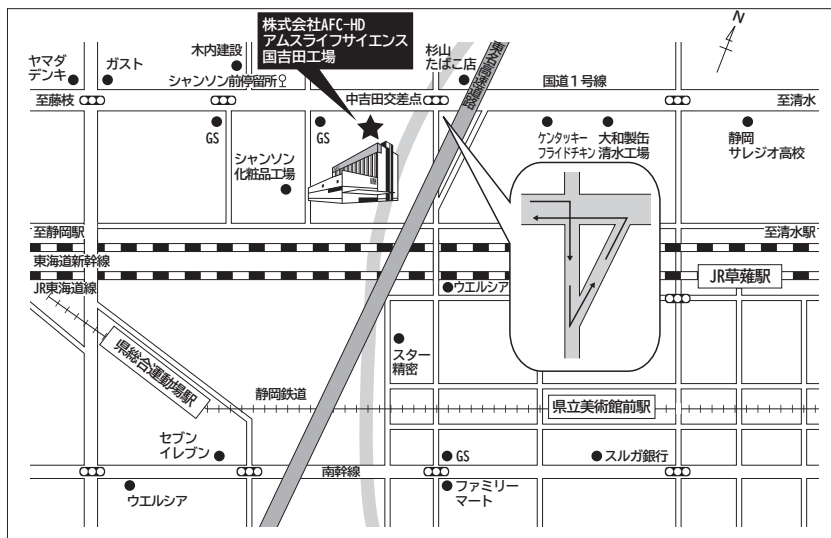 株式会社AFC-HD
アムスライフサイエンス
国吉田工場
N
ヤマダ
デンキ
ガスト
木内建設
シャンソン前停留所
杉山
たばこ店
東名高速道路
国道1号線
至藤枝
中吉田交差点
至清水
GS
GS
シャンソン
化粧品工場
ケンタッキー
フライドチキン
大和製缶
清水工場
静岡
サレジオ高校
至静岡駅
至清水駅
東海道新幹線
JR東海道線
JR草薙駅
ウエルシア
県総合運動場駅
スター
精密
静岡鉄道
県立美術館前駅
セブン
イレブン
GS
スルガ銀行
南幹線
ウエルシア
ファミリー
マート